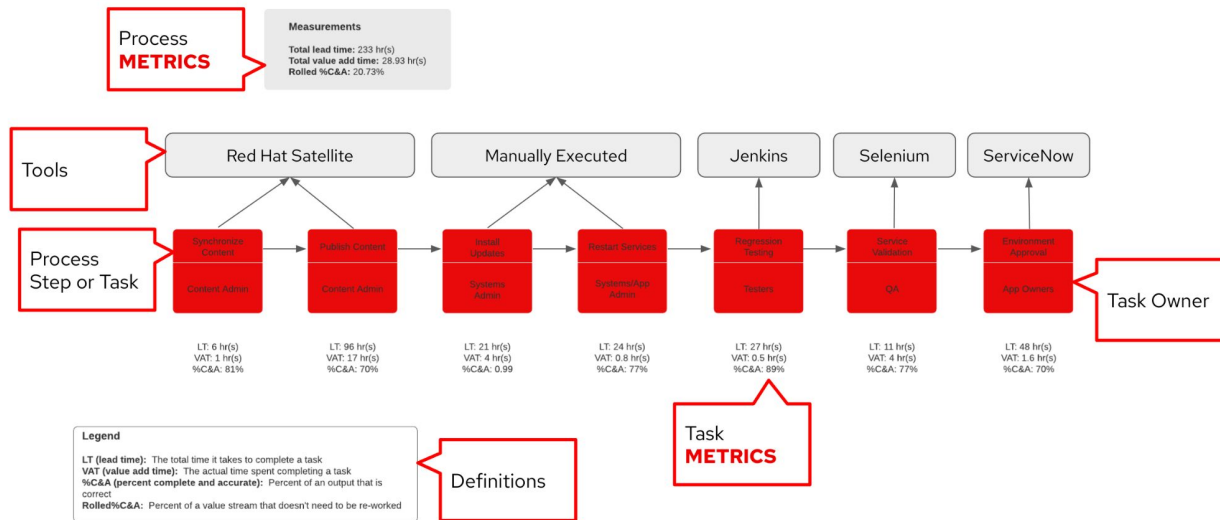 Process
METRICS
Measurements
Total lead time: 233 hr(s)
Total value add time: 28.93 hr(s)
Rolled %C&A: 20.73%
Tools
Red Hat Satellite
Manually Executed
Jenkins
Selenium
ServiceNow
Process
Step or Task
Synchronize
Content
Content Admin
Publish Content
Content Admin
Install
Updates
Systems
Admin
Restart Services
Systems/App
Admin
Regression
Testing
Testers
Service
Validation
QA
Environment
Approval
App Owners
Task Owner
LT: 6 hr(s)
VAT: 1 hr(s)
%C&A: 81%
LT: 96 hr(s)
VAT: 17 hr(s)
%C&A: 70%
LT: 21 hr(s)
VAT: 4 hr(s)
%C&A: 0.99
LT: 24 hr(s)
VAT: 0.8 hr(s)
%C&A: 77%
LT: 27 hr(s)
VAT: 0.5 hr(s)
%C&A: 89%
LT: 11 hr(s)
VAT: 4 hr(s)
%C&A: 77%
LT: 48 hr(s)
VAT: 1.6 hr(s)
%C&A: 70%
Task
METRICS
Legend
LT (lead time): The total time it takes to complete a task
VAT (value add time): The actual time spent completing a task
%C&A (percent complete and accurate): Percent of an output that is
correct
Rolled%C&A: Percent of a value stream that doesn't need to be re-worked
Definitions